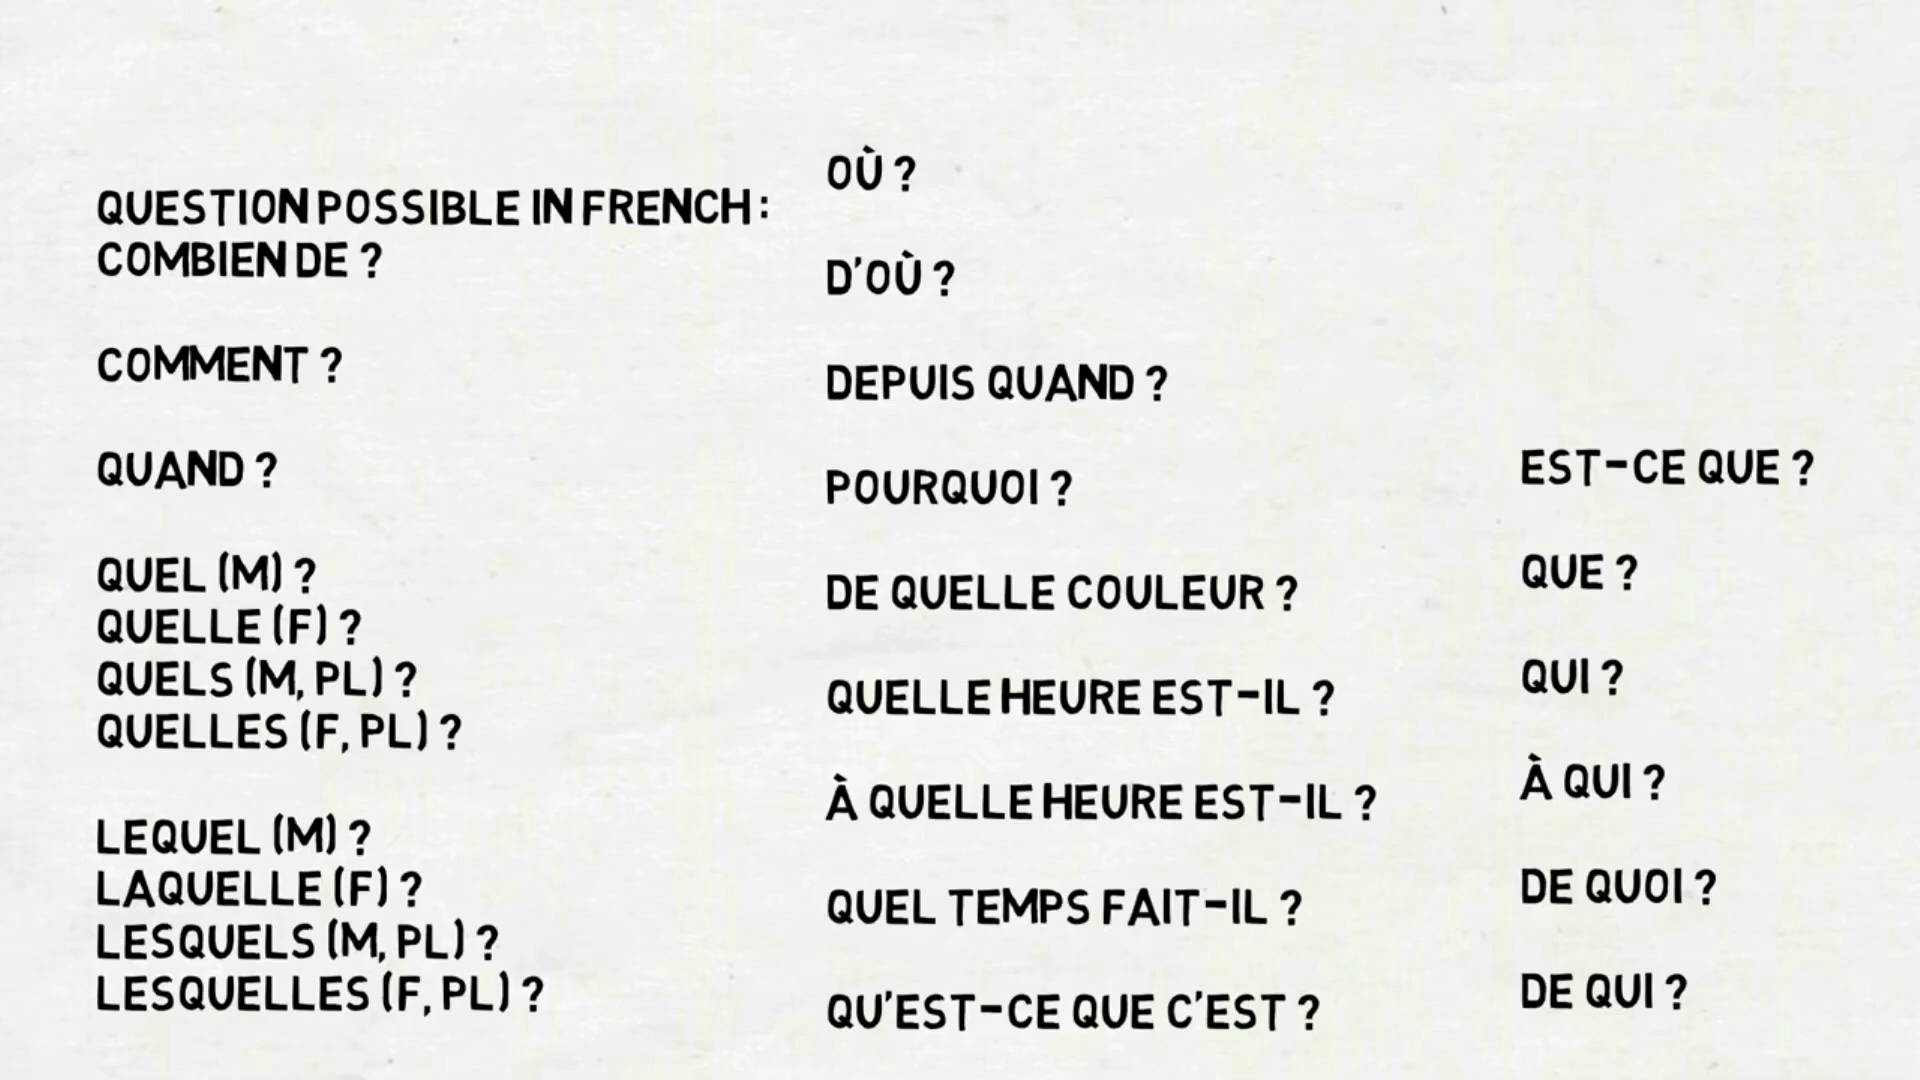 QUESTION POSSIBLE IN FRENCH :
COMBIEN DE ?
COMMENT ?
QUAND ?
QUEL (M) ?
QUELLE (F) ?
QUELS (M, PL) ?
QUELLES (F, PL) ?
LEQUEL (M) ?
LAQUELLE (F) ?
LESQUELS (M, PL) ?
LESQUELLES (F, PL) ?
OÙ ?
D'OÙ ?
DEPUIS QUAND ?
POURQUOI ?
DE QUELLE COULEUR ?
QUELLE HEURE EST-IL ?
À QUELLE HEURE EST-IL ?
QUEL TEMPS FAIT-IL ?
QU'EST-CE QUE C'EST ?
EST-CE QUE ?
QUE ?
QUI ?
À QUI ?
DE QUOI ?
DE QUI ?